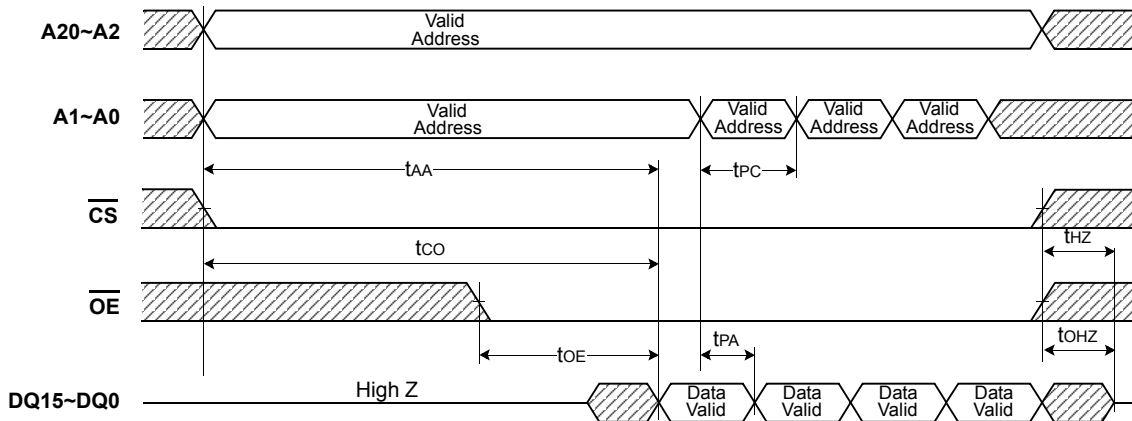 A20~A2
Valid
Address
A1~A0
Valid
Address
Valid
Address
Valid
Address
Valid
Address
tAA
tPC
CS
tHZ
tCO
OE
tPA
tOHZ
tOE
DQ15~DQ0
High Z
Data
Valid
Data
Valid
Data
Valid
Data
Valid